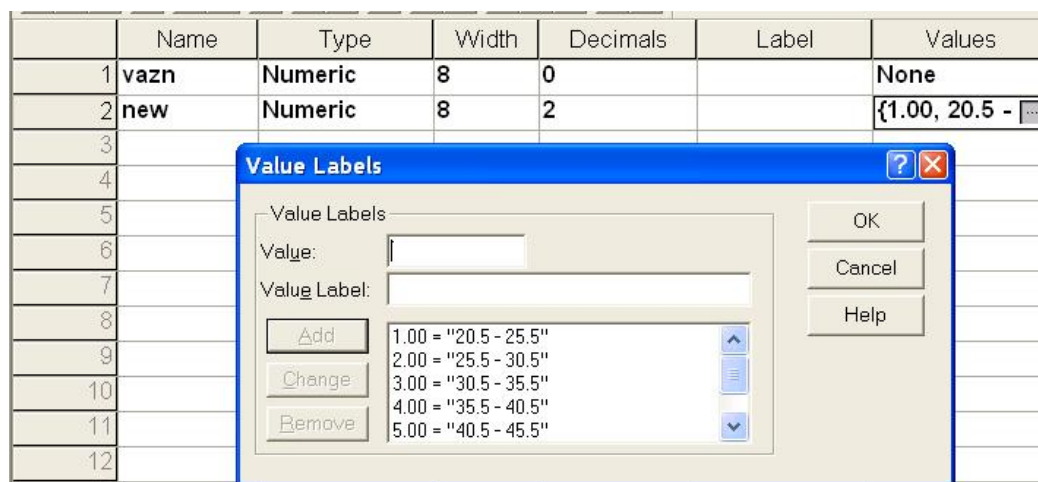 Name Type Width Decimals Label Values
1 vazn Numeric 8 0 None
2 new Numeric 8 2 {1.00, 20.5 - ...
3
Value Labels
4
5 Value Labels OK
6 Value: Cancel
7 Value Label:
8 Help
Add 1.00 = "20.5 - 25.5"
9 2.00 = "25.5 - 30.5"
Change 3.00 = "30.5 - 35.5"
10 4.00 = "35.5 - 40.5"
11 Remove 5.00 = "40.5 - 45.5"
12